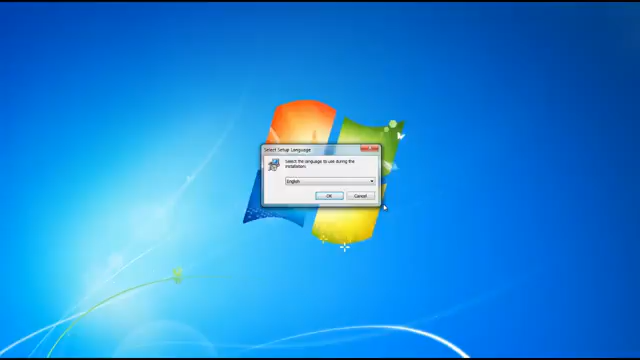 Select Setup Language
Select the language to use during the
installation:
English
OK
Cancel